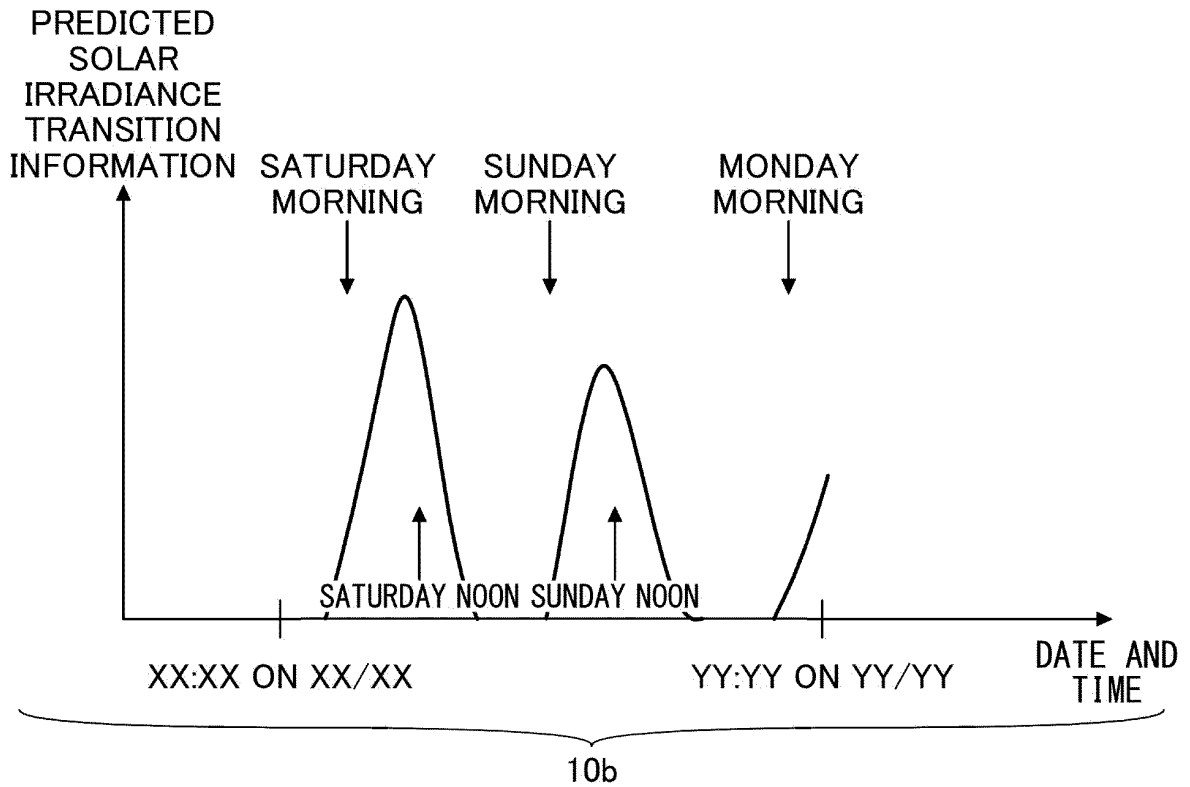 PREDICTED
SOLAR
IRRADIANCE
TRANSITION
INFORMATION
SATURDAY
MORNING
SUNDAY
MORNING
MONDAY
MORNING
SATURDAY NOON
SUNDAY NOON
XX:XX ON XX/XX
YY:YY ON YY/YY
DATE AND
TIME
10b